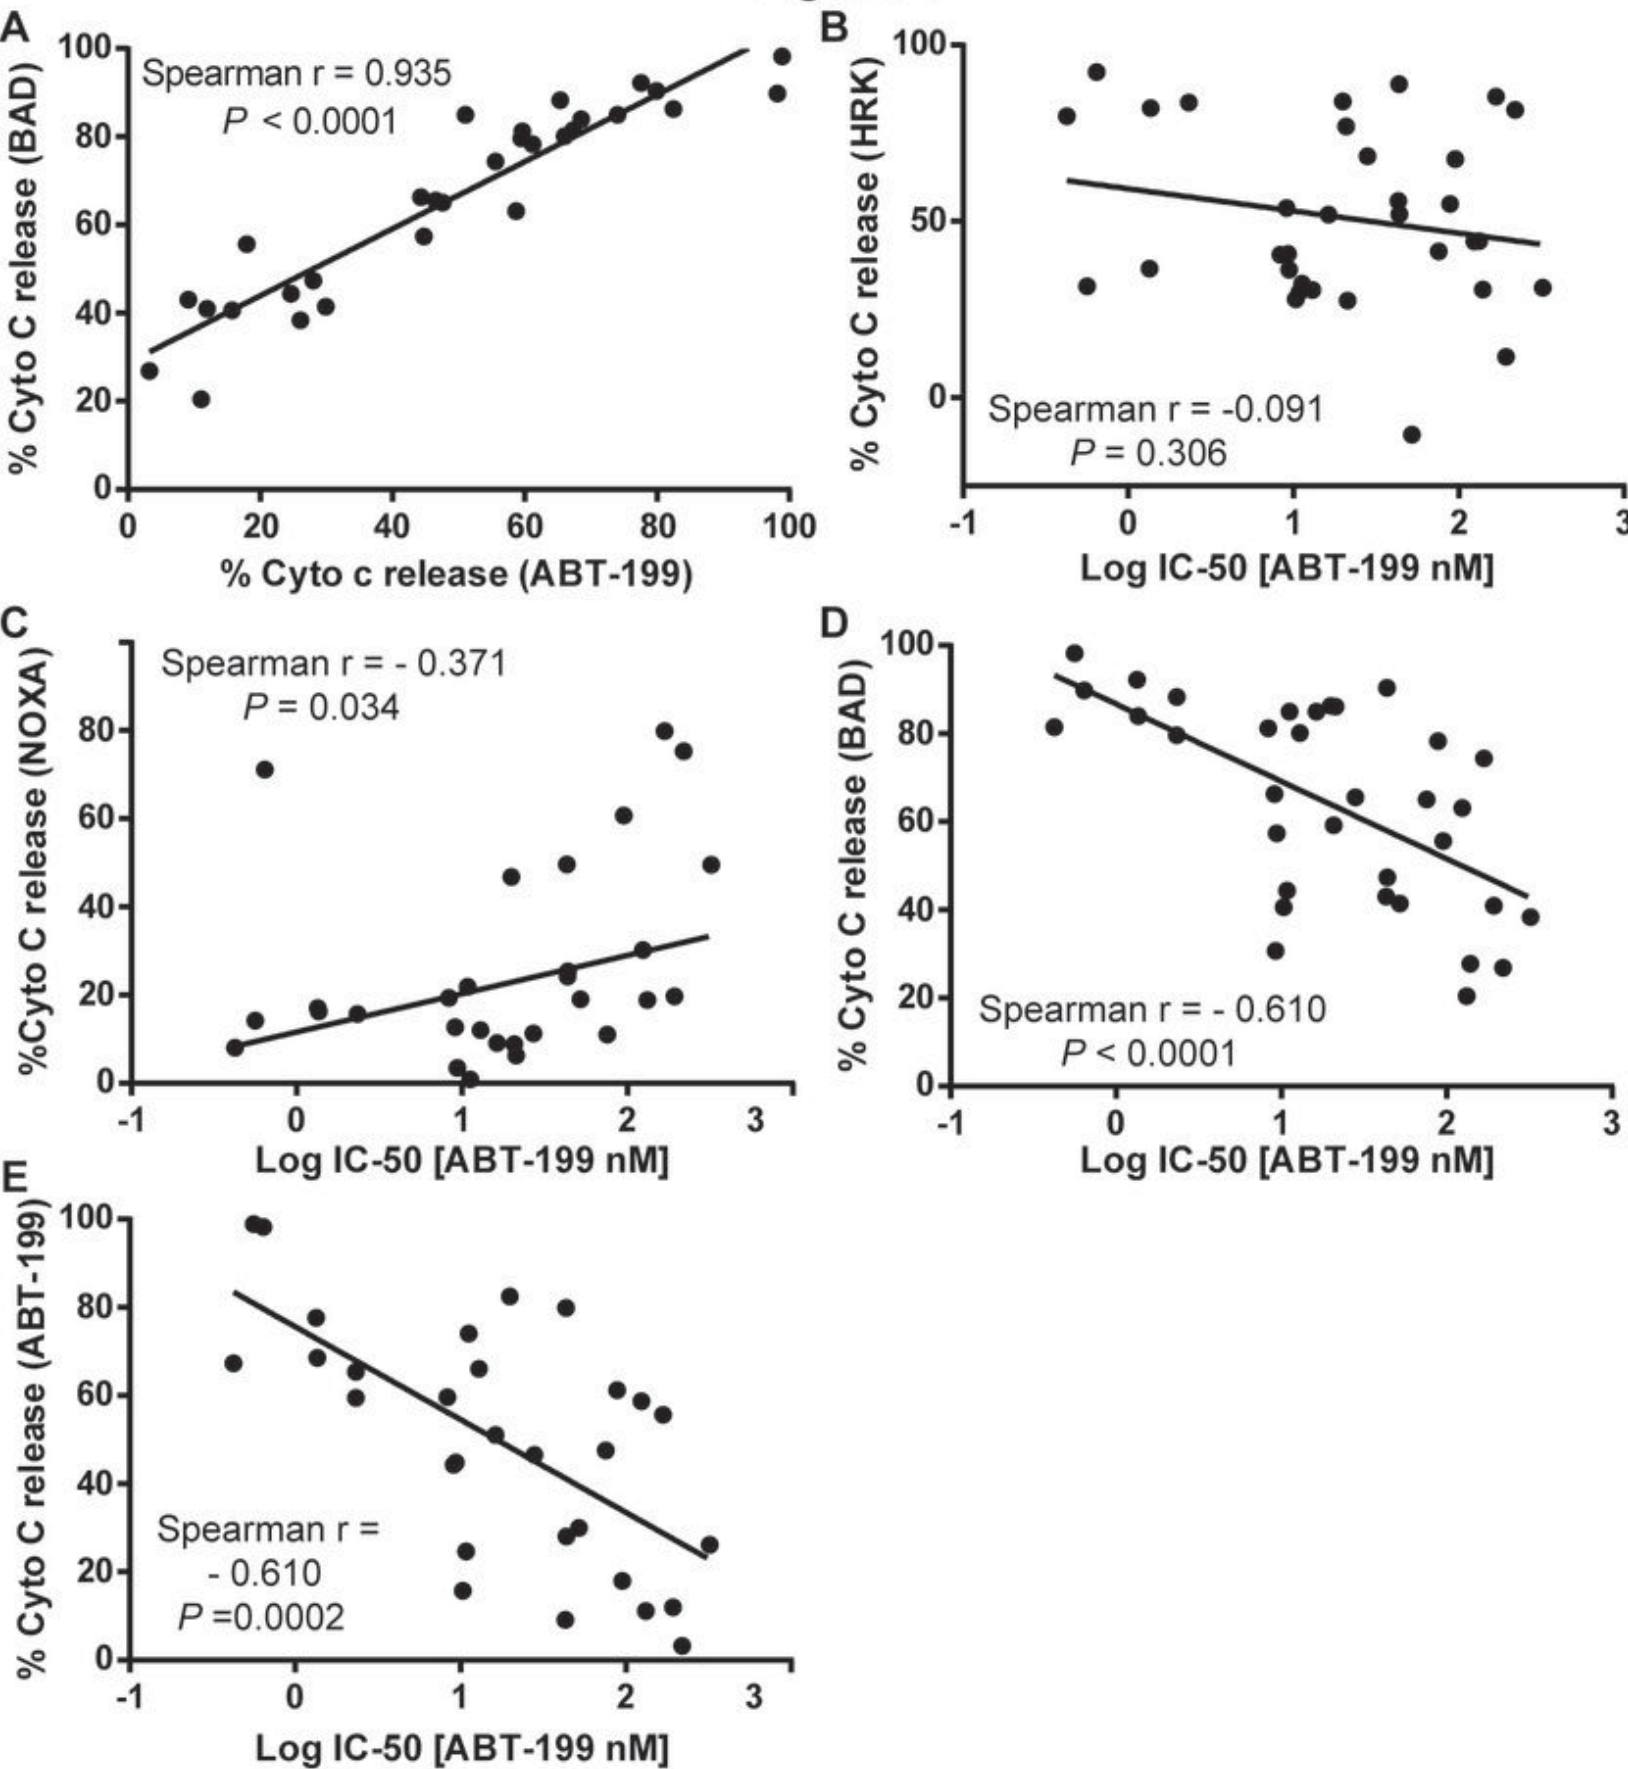 A
Spearman r = 0.935
P < 0.0001
% Cyto C release (BAD)
100
80
60
40
20
0
0 20 40 60 80 100
% Cyto c release (ABT-199)
B
% Cyto C release (HRK)
100
50
0
Spearman r = -0.091
P = 0.306
-1 0 1 2 3
Log IC-50 [ABT-199 nM]
C
Spearman r = - 0.371
P = 0.034
%Cyto C release (NOXA)
80
60
40
20
0
-1 0 1 2 3
Log IC-50 [ABT-199 nM]
D
% Cyto C release (BAD)
100
80
60
40
20
0
Spearman r = - 0.610
P < 0.0001
-1 0 1 2 3
Log IC-50 [ABT-199 nM]
E
% Cyto C release (ABT-199)
100
80
60
40
20
0
Spearman r =
- 0.610
P =0.0002
-1 0 1 2 3
Log IC-50 [ABT-199 nM]